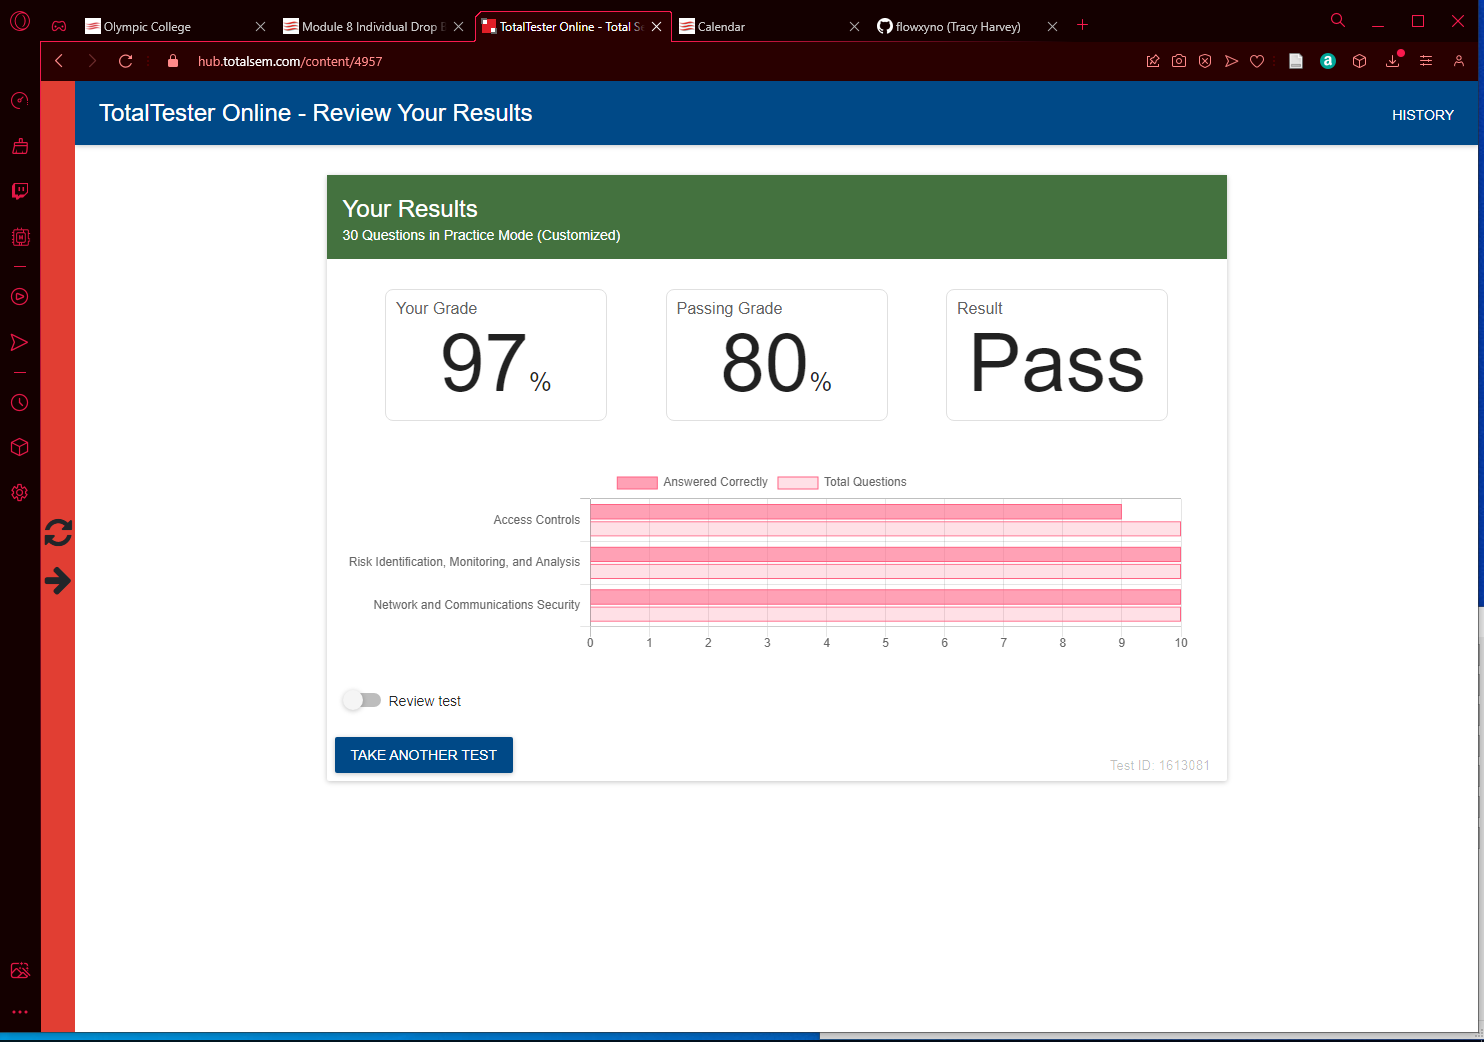 Olympic College
Module 8 Individual Drop
TotalTester Online - Total S
Calendar
flowxyno (Tracy Harvey)
hub.totalsem.com/content/4957
a
TotalTester Online - Review Your Results
HISTORY
Your Results
30 Questions in Practice Mode (Customized)
Your Grade
97%
Passing Grade
80%
Result
Pass
Answered Correctly
Total Questions
Access Controls
Risk Identification, Monitoring, and Analysis
Network and Communications Security
0 1 2 3 4 5 6 7 8 9 10
Review test
TAKE ANOTHER TEST
Test ID: 1613081